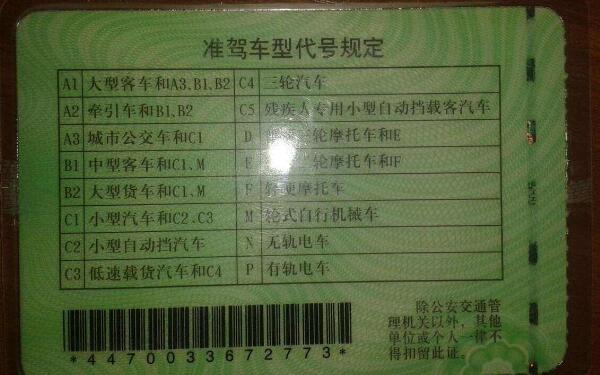 准驾车型代号规定
A1 大型客车和A3、B1、B2 C4 三轮汽车
A2 牵引车和B1、B2 C5 残疾人专用小型自动挡载客汽车
A3 城市公交车和C1 D 三轮摩托车和E
B1 中型客车和C1、M E 轮摩托车和F
B2 大型货车和C1、M F 摩托车
C1 小型汽车和C2、C3 M 轮式自行机械车
C2 小型自动挡汽车 N 无轨电车
C3 低速载货汽车和C4 P 有轨电车
除公安交通管
理机关以外，其他
单位或个人一律不
得扣留此证。
*4470033672773*